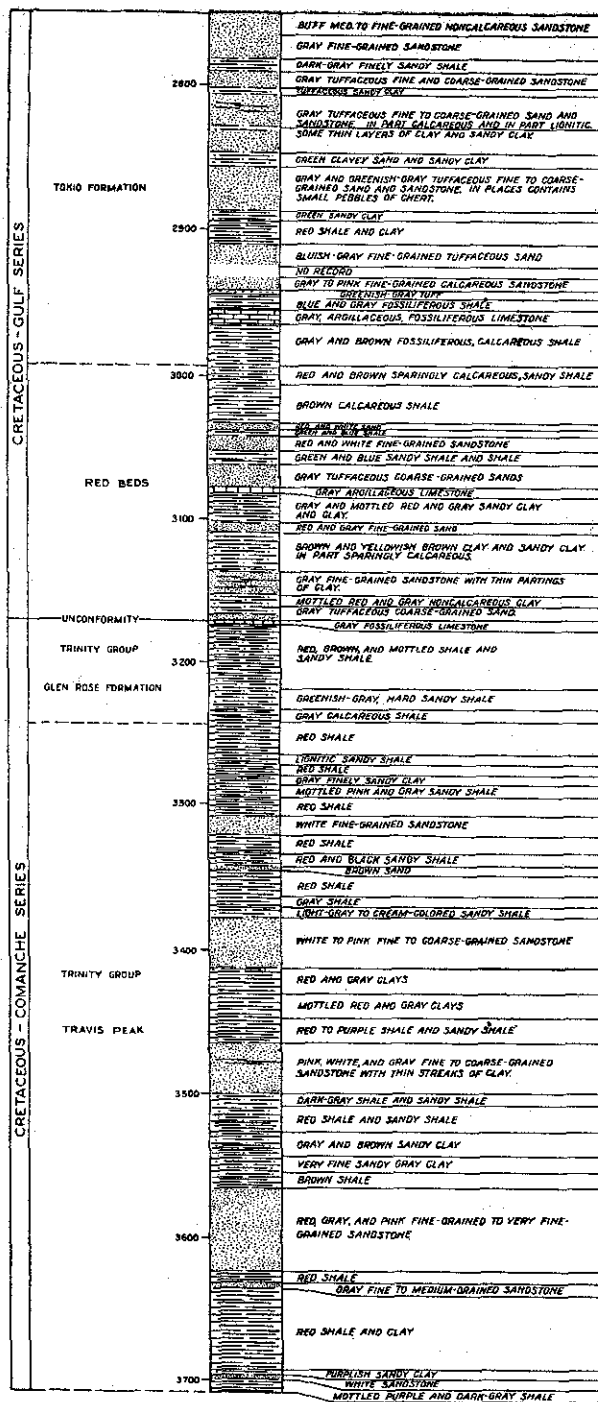 CRETACEOUS - GULF SERIES
CRETACEOUS - COMANCHE SERIES
TOKIO FORMATION
RED BEDS
UNCONFORMITY
TRINITY GROUP
GLEN ROSE FORMATION
TRINITY GROUP
TRAVIS PEAK
2800
2900
3000
3100
3200
3300
3400
3500
3600
3700
BUFF MED. TO FINE-GRAINED NONCALCAREOUS SANDSTONE
GRAY FINE-GRAINED SANDSTONE
DARK-GRAY FINELY SANDY SHALE
GRAY TUFFACEOUS FINE AND COARSE-GRAINED SANDSTONE
TUFFACEOUS SANDY CLAY
GRAY TUFFACEOUS FINE TO COARSE-GRAINED SAND AND
SANDSTONE, IN PART CALCAREOUS AND IN PART LIGNITIC.
SOME THIN LAYERS OF CLAY AND SANDY CLAY.
GREEN CLAYEY SAND AND SANDY CLAY
GRAY AND GREENISH-GRAY TUFFACEOUS FINE TO COARSE-
GRAINED SAND AND SANDSTONE. IN PLACES CONTAINS
SMALL PEBBLES OF CHERT.
GREEN SANDY CLAY
RED SHALE AND CLAY
BLUISH-GRAY FINE-GRAINED TUFFACEOUS SAND
NO RECORD
GRAY TO PINK FINE-GRAINED CALCAREOUS SANDSTONE
GREENISH-GRAY TUFF
BLUE AND GRAY FOSSILIFEROUS SHALE
GRAY, ARGILLACEOUS, FOSSILIFEROUS LIMESTONE
GRAY AND BROWN FOSSILIFEROUS, CALCAREOUS SHALE
RED AND BROWN SPARINGLY CALCAREOUS, SANDY SHALE
BROWN CALCAREOUS SHALE
RED AND WHITE SAND
GREEN AND BLUE SHALE
RED AND WHITE FINE-GRAINED SANDSTONE
GREEN AND BLUE SANDY SHALE AND SHALE
GRAY TUFFACEOUS COARSE-GRAINED SANDS
GRAY ARGILLACEOUS LIMESTONE
GRAY AND MOTTLED RED AND GRAY SANDY CLAY
AND CLAY.
RED AND GRAY FINE-GRAINED SAND
BROWN AND YELLOWISH BROWN CLAY AND SANDY CLAY.
IN PART SPARINGLY CALCAREOUS.
GRAY FINE-GRAINED SANDSTONE WITH THIN PARTINGS
OF CLAY.
MOTTLED RED AND GRAY NONCALCAREOUS CLAY
GRAY TUFFACEOUS COARSE-GRAINED SAND.
GRAY FOSSILIFEROUS LIMESTONE
RED, BROWN, AND MOTTLED SHALE AND
SANDY SHALE.
GREENISH-GRAY, HARD SANDY SHALE
GRAY CALCAREOUS SHALE
RED SHALE
LIGNITIC SANDY SHALE
RED SHALE
GRAY FINELY SANDY CLAY
MOTTLED PINK AND GRAY SANDY SHALE
RED SHALE
WHITE FINE-GRAINED SANDSTONE
RED SHALE
RED AND BLACK SANDY SHALE
BROWN SAND
RED SHALE
GRAY SHALE
LIGHT-GRAY TO CREAM-COLORED SANDY SHALE
WHITE TO PINK FINE TO COARSE-GRAINED SANDSTONE
RED AND GRAY CLAYS
MOTTLED RED AND GRAY CLAYS
RED TO PURPLE SHALE AND SANDY SHALE
PINK, WHITE, AND GRAY FINE TO COARSE-GRAINED
SANDSTONE WITH THIN STREAKS OF CLAY.
DARK-GRAY SHALE AND SANDY SHALE
RED SHALE AND SANDY SHALE
GRAY AND BROWN SANDY CLAY
VERY FINE SANDY GRAY CLAY
BROWN SHALE
RED, GRAY, AND PINK FINE-GRAINED TO VERY FINE-
GRAINED SANDSTONE
RED SHALE
GRAY FINE TO MEDIUM-GRAINED SANDSTONE
RED SHALE AND CLAY
PURPLISH SANDY CLAY
WHITE SANDSTONE
MOTTLED PURPLE AND DARK-GRAY SHALE